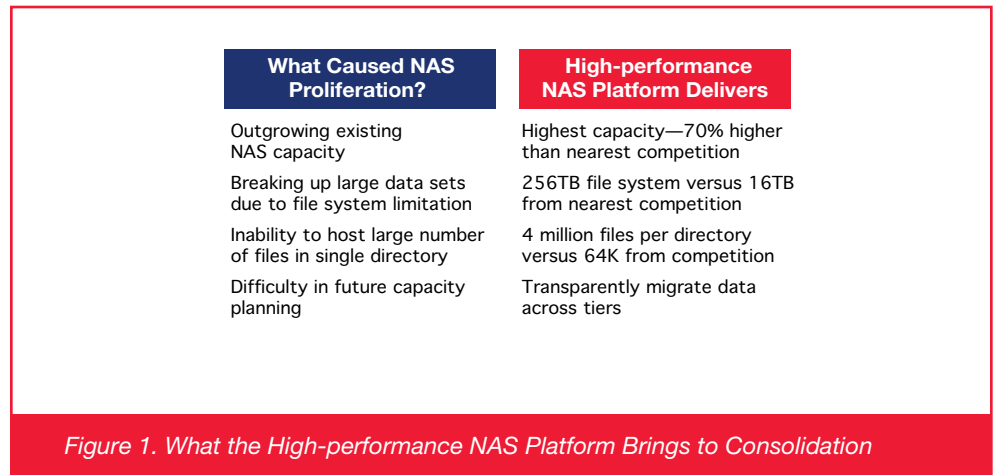 What Caused NAS
Proliferation?
Outgrowing existing
NAS capacity
Breaking up large data sets
due to file system limitation
Inability to host large number
of files in single directory
Difficulty in future capacity
planning
High-performance
NAS Platform Delivers
Highest capacity—70% higher
than nearest competition
256TB file system versus 16TB
from nearest competition
4 million files per directory
versus 64K from competition
Transparently migrate data
across tiers
Figure 1. What the High-performance NAS Platform Brings to Consolidation